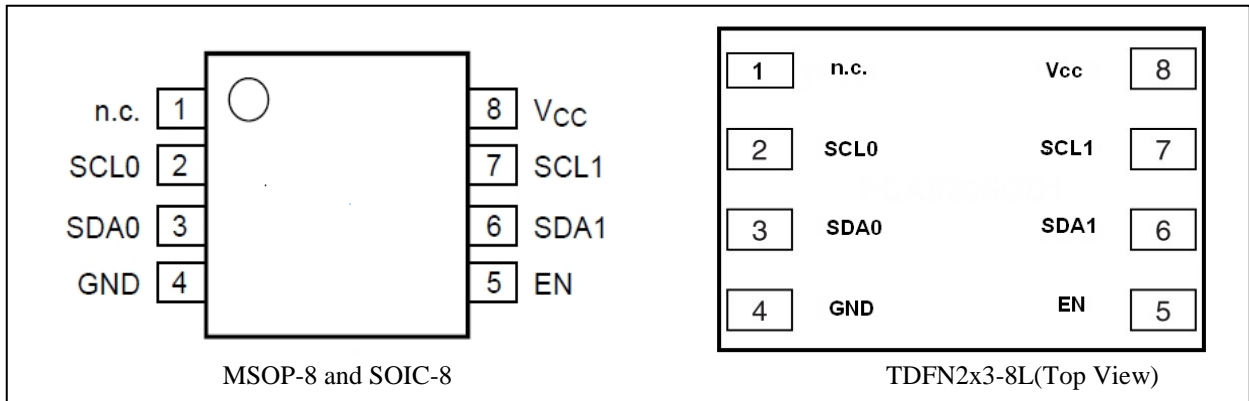 n.c. 1 8 VCC
SCL0 2 7 SCL1
SDA0 3 6 SDA1
GND 4 5 EN
MSOP-8 and SOIC-8
1 n.c. Vcc 8
2 SCL0 SCL1 7
3 SDA0 SDA1 6
4 GND EN 5
TDFN2x3-8L(Top View)